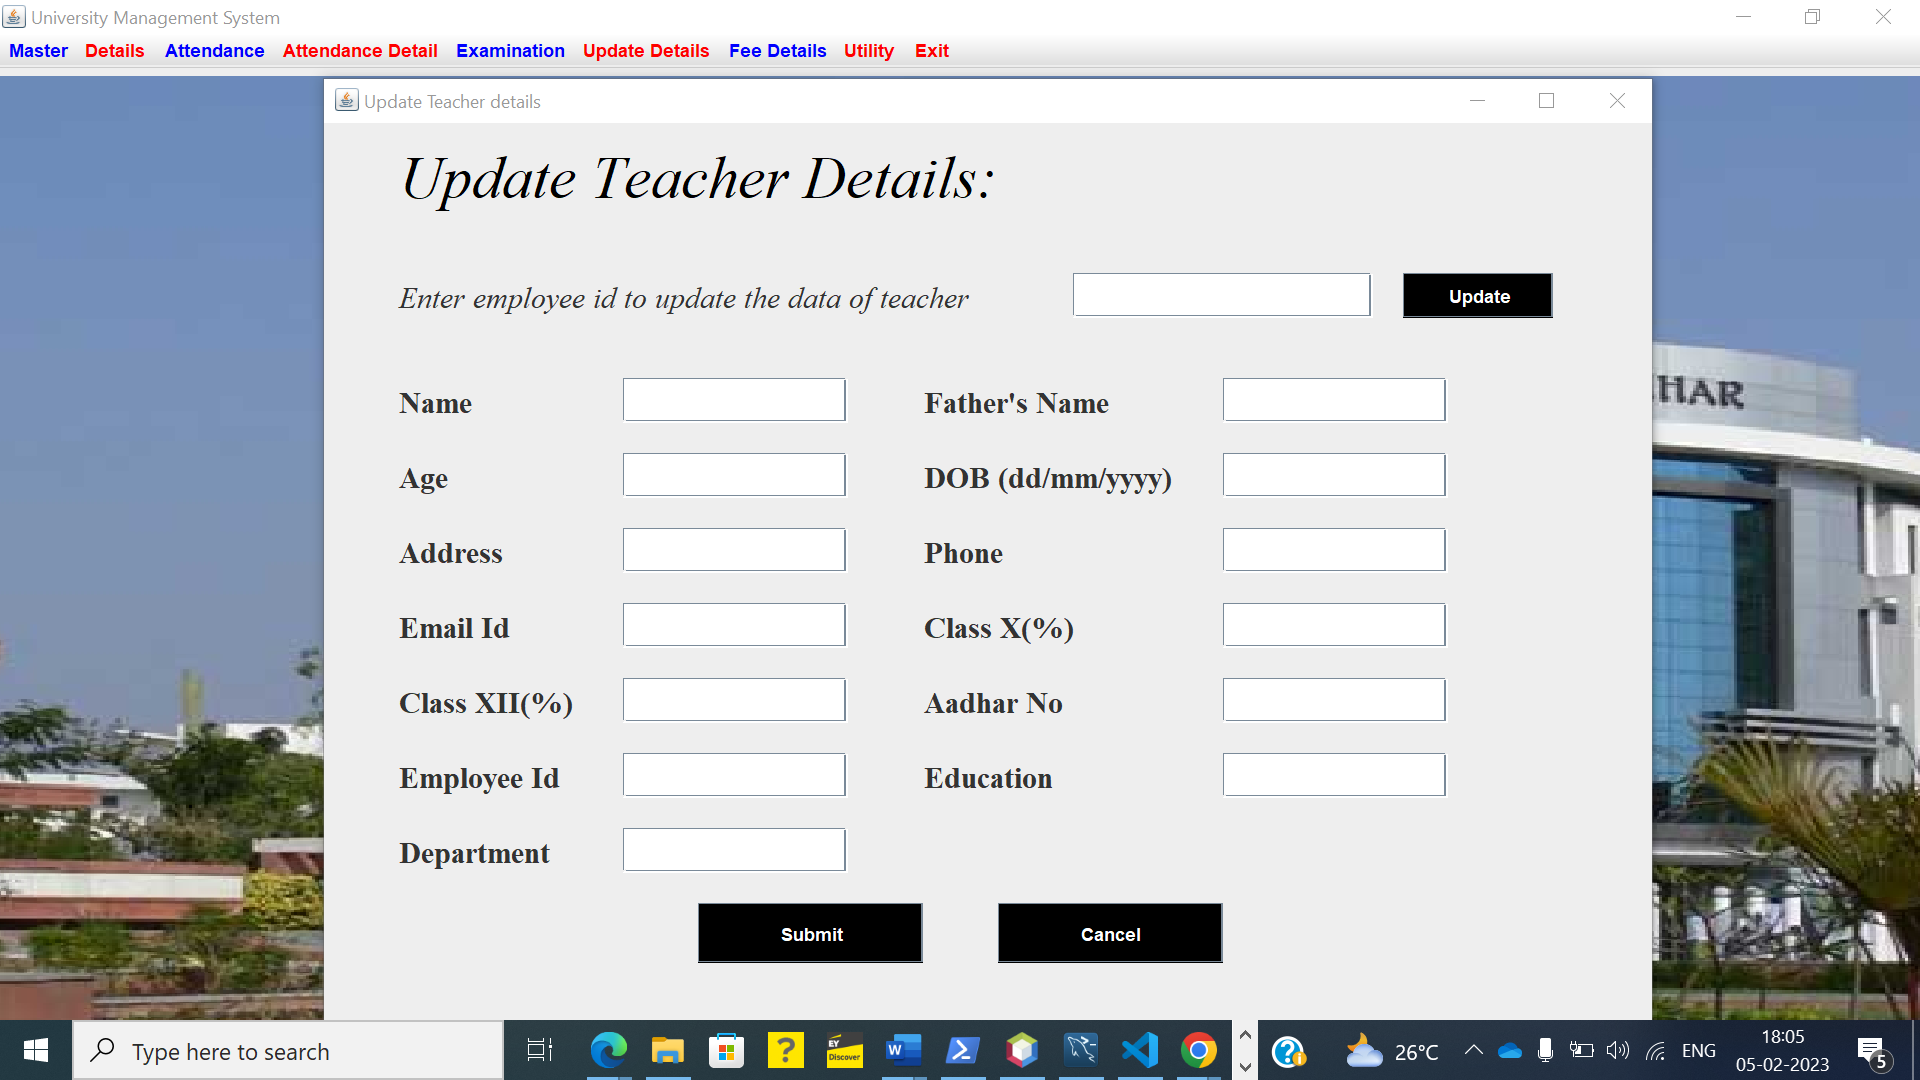 University Management System
Master Details Attendance Attendance Detail Examination Update Details Fee Details Utility Exit
Update Teacher details
Update Teacher Details:
Enter employee id to update the data of teacher Update
Name Father's Name
HAR
Age DOB (dd/mm/yyyy)
Address Phone
Email Id Class X(%)
Class XII(%) Aadhar No
Employee Id Education
Department
Submit Cancel
Type here to search
?
EY
Discover
W
26°C
ENG
18:05
05-02-2023
5